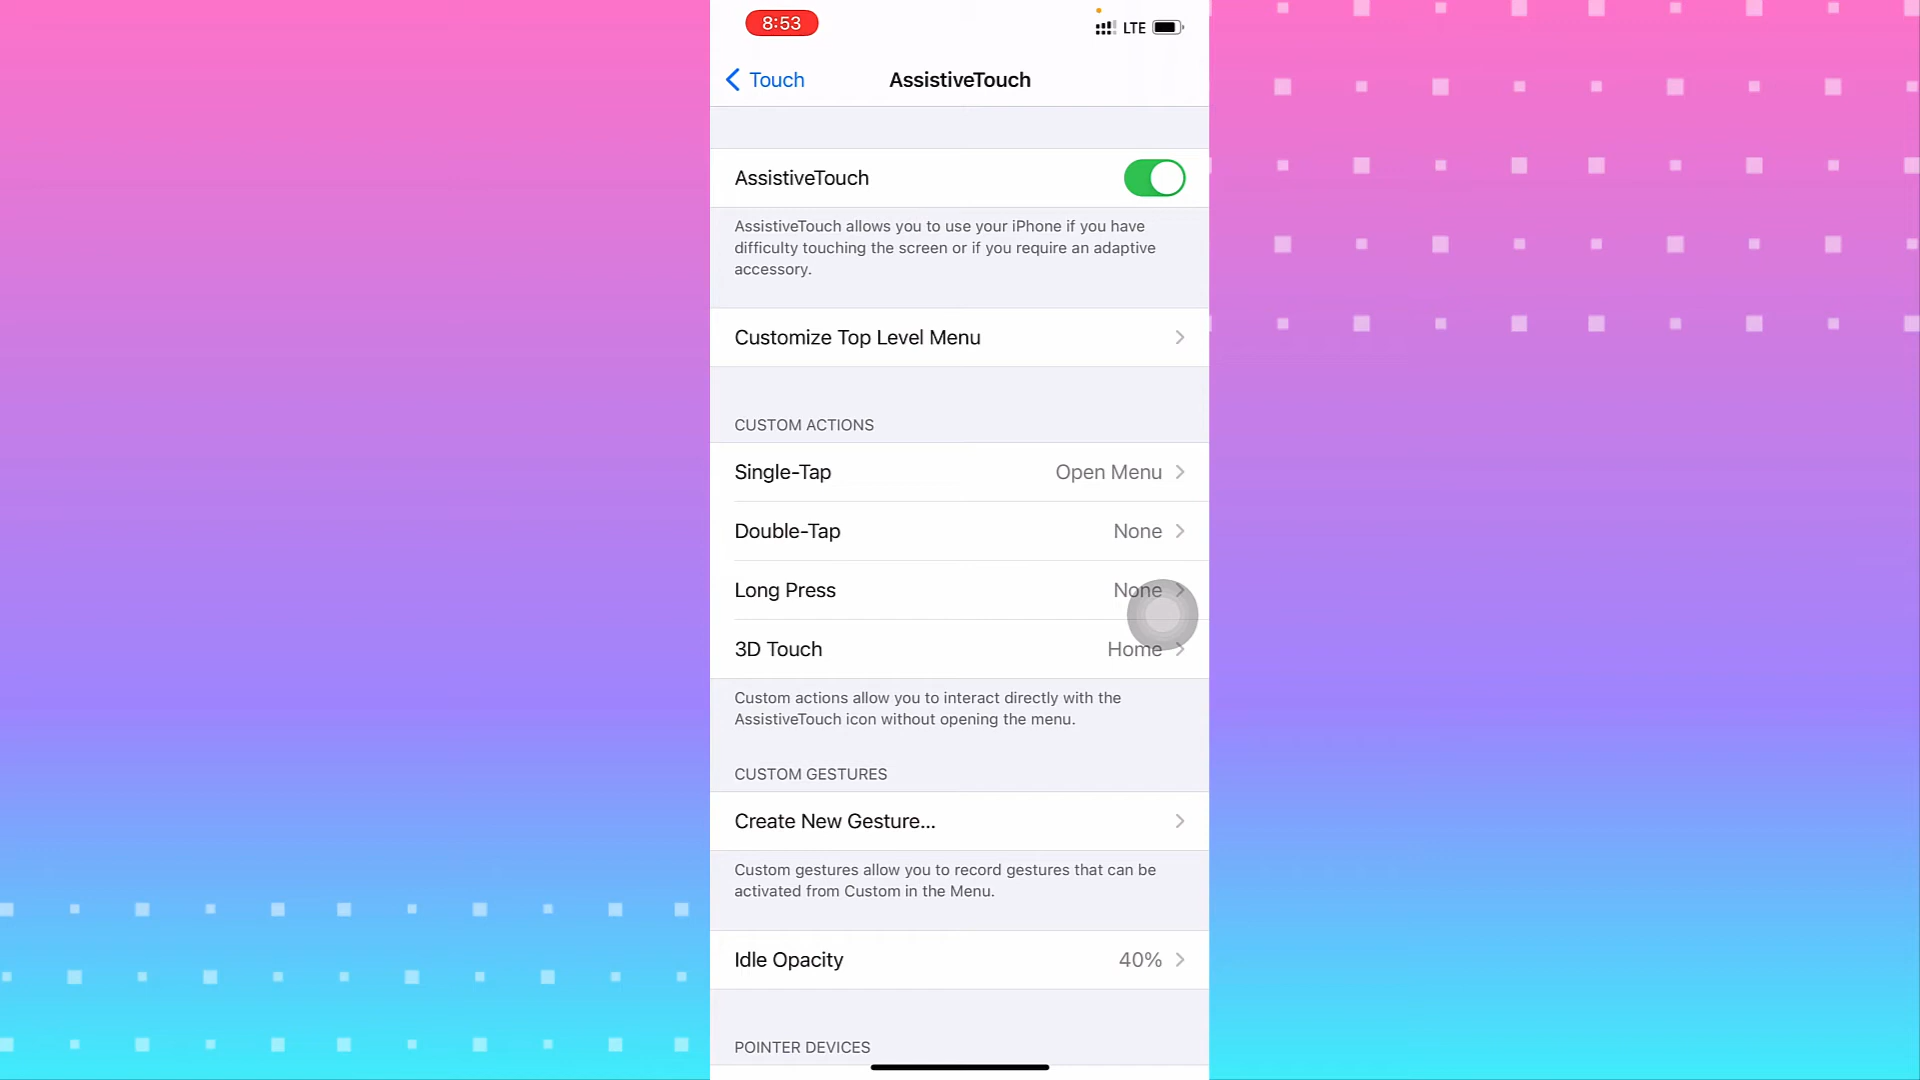 8:53
LTE
Touch
AssistiveTouch
AssistiveTouch
AssistiveTouch allows you to use your iPhone if you have
difficulty touching the screen or if you require an adaptive
accessory.
Customize Top Level Menu
CUSTOM ACTIONS
Single-Tap Open Menu
Double-Tap None
Long Press None
3D Touch Home
Custom actions allow you to interact directly with the
AssistiveTouch icon without opening the menu.
CUSTOM GESTURES
Create New Gesture...
Custom gestures allow you to record gestures that can be
activated from Custom in the Menu.
Idle Opacity 40%
POINTER DEVICES